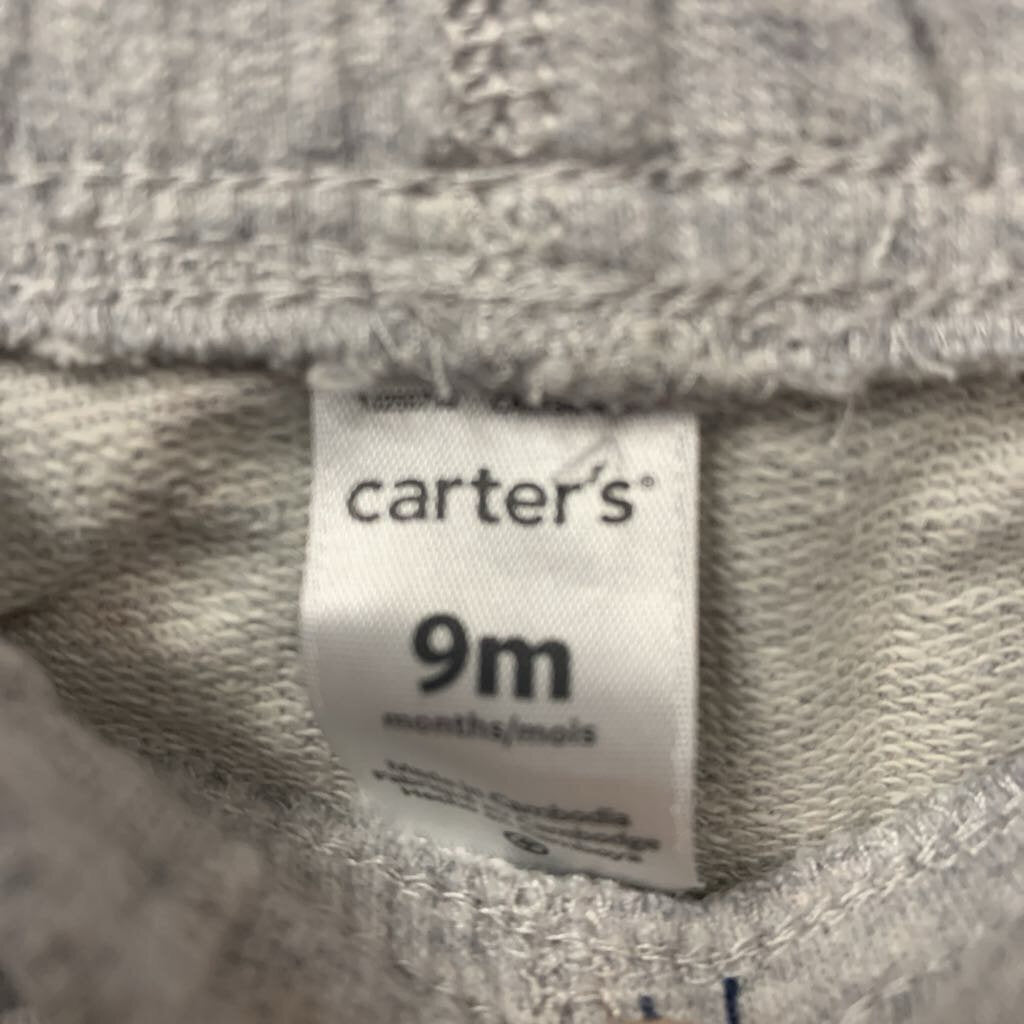 carter's®
9m
months/mois
Made in Cambodia